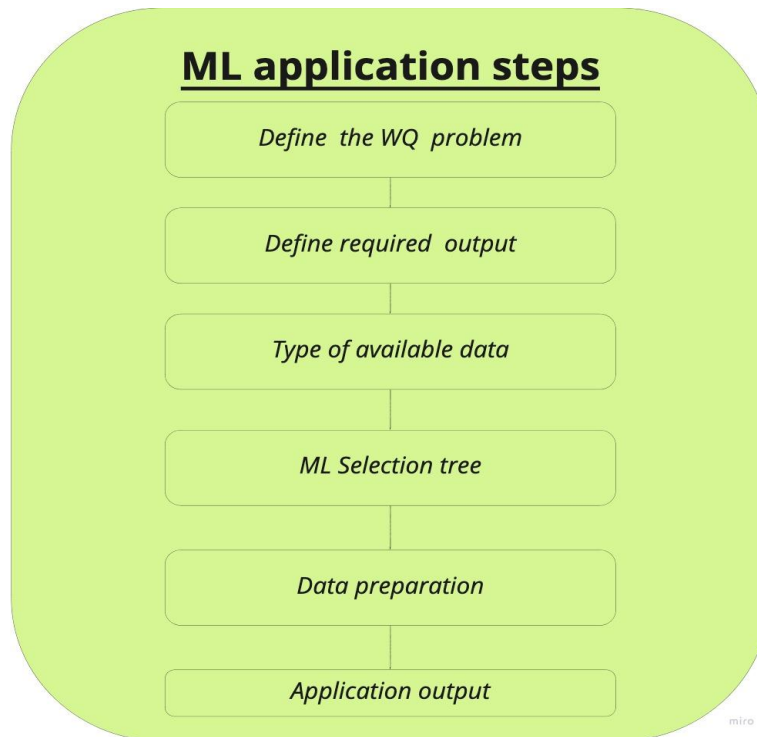 ML application steps
Define the WQ problem
Define required output
Type of available data
ML Selection tree
Data preparation
Application output
miro